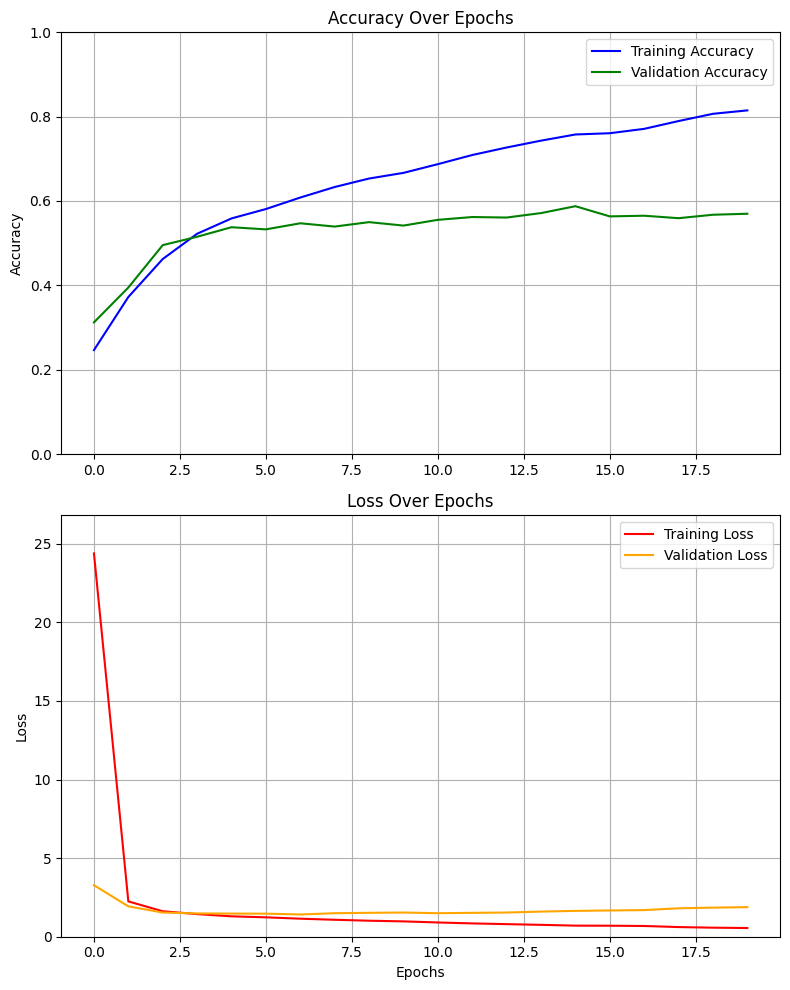 Accuracy Over Epochs
1.0
Training Accuracy
Validation Accuracy
0.8
0.6
Accuracy
0.4
0.2
0.0
0.0 2.5 5.0 7.5 10.0 12.5 15.0 17.5
Loss Over Epochs
Training Loss
Validation Loss
25
20
15
Loss
10
5
0
0.0 2.5 5.0 7.5 10.0 12.5 15.0 17.5
Epochs